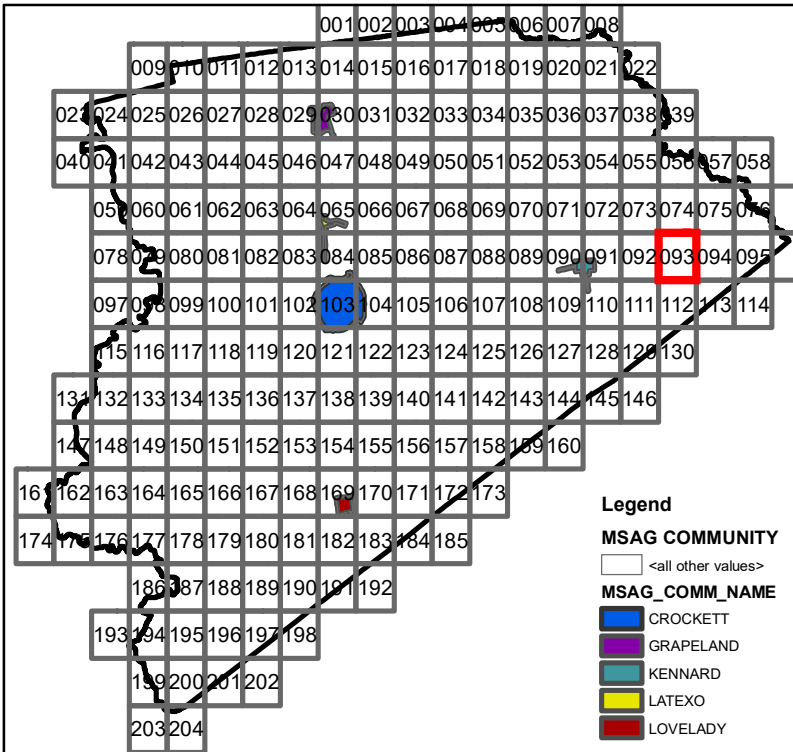 001 002 003 004 005 006 007 008
009 010 011 012 013 014 015 016 017 018 019 020 021 022
023 024 025 026 027 028 029 030 031 032 033 034 035 036 037 038 039
040 041 042 043 044 045 046 047 048 049 050 051 052 053 054 055 056 057 058
059 060 061 062 063 064 065 066 067 068 069 070 071 072 073 074 075 076
078 079 080 081 082 083 084 085 086 087 088 089 090 091 092 093 094 095
097 098 099 100 101 102 103 104 105 106 107 108 109 110 111 112 113 114
115 116 117 118 119 120 121 122 123 124 125 126 127 128 129 130
131 132 133 134 135 136 137 138 139 140 141 142 143 144 145 146
147 148 149 150 151 152 153 154 155 156 157 158 159 160
161 162 163 164 165 166 167 168 169 170 171 172 173
174 175 176 177 178 179 180 181 182 183 184 185
186 187 188 189 190 191 192
193 194 195 196 197 198
199 200 201 202
203 204
Legend
MSAG COMMUNITY
<all other values>
MSAG_COMM_NAME
CROCKETT
GRAPELAND
KENNARD
LATEXO
LOVELADY